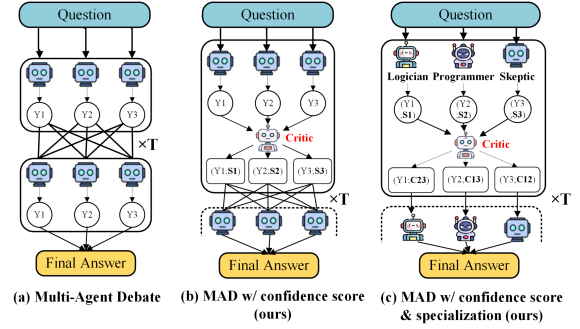 Question
Y1
Y2
Y3
×T
Y1
Y2
Y3
Final Answer
(a) Multi-Agent Debate
Question
Y1
Y2
Y3
Critic
(Y1;S1)
(Y2;S2)
(Y3;S3)
×T
Final Answer
(b) MAD w/ confidence score
(ours)
Question
Logician
Programmer
Skeptic
(Y1
.S1)
(Y2
.S2)
(Y3
.S3)
Critic
(Y1;C23)
(Y2;C13)
(Y3;C12)
×T
Final Answer
(c) MAD w/ confidence score
& specialization (ours)